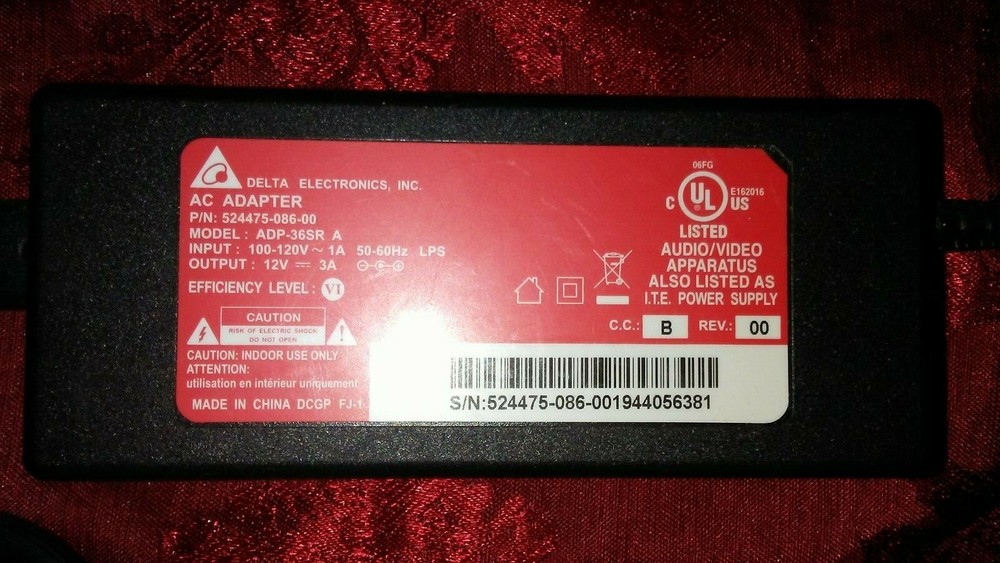 DELTA ELECTRONICS, INC.
AC ADAPTER
P/N: 524475-086-00
MODEL : ADP-36SR A
INPUT : 100-120V ~ 1A 50-60Hz LPS
OUTPUT : 12V ⎓ 3A
EFFICIENCY LEVEL : VI
CAUTION
RISK OF ELECTRIC SHOCK
DO NOT OPEN
CAUTION: INDOOR USE ONLY
ATTENTION:
utilisation en intérieur uniquement
MADE IN CHINA DCGP FJ-1
06FG
C UL US
E162016
LISTED
AUDIO/VIDEO
APPARATUS
ALSO LISTED AS
I.T.E. POWER SUPPLY
C.C.: B REV.: 00
S/N:524475-086-001944056381